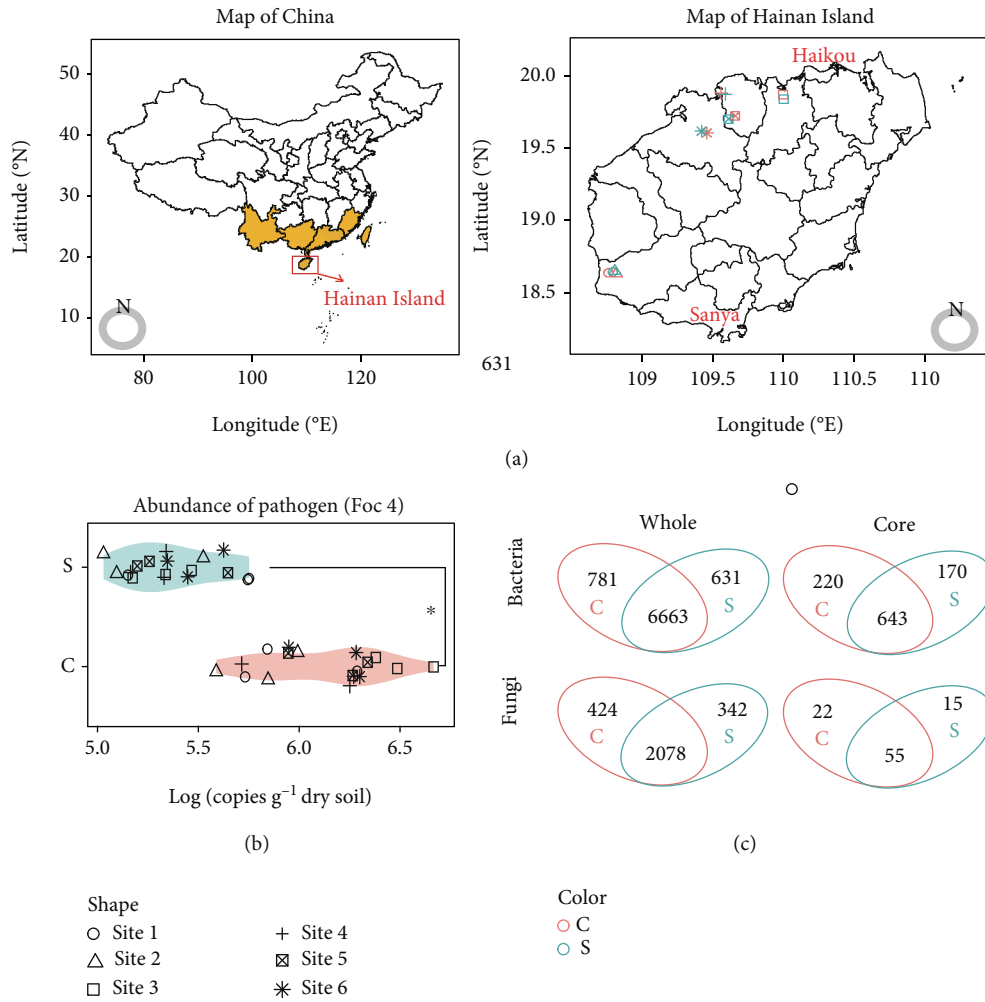 Map of China
Map of Hainan Island
50
40
30
20
10
Latitude (°N)
Hainan Island
N
80
100
120
Longitude (°E)
631
20.0
19.5
19.0
18.5
Latitude (°N)
Haikou
Sanya
N
109
109.5
110
110.5
110
Longitude (°E)
(a)
Abundance of pathogen (Foc 4)
S
C
*
5.0
5.5
6.0
6.5
Log (copies g⁻¹ dry soil)
(b)
Whole
Core
Bacteria
781
631
C
S
6663
220
170
C
S
643
Fungi
424
342
C
S
2078
22
15
C
S
55
(c)
Shape
Site 1
Site 2
Site 3
Site 4
Site 5
Site 6
Color
C
S